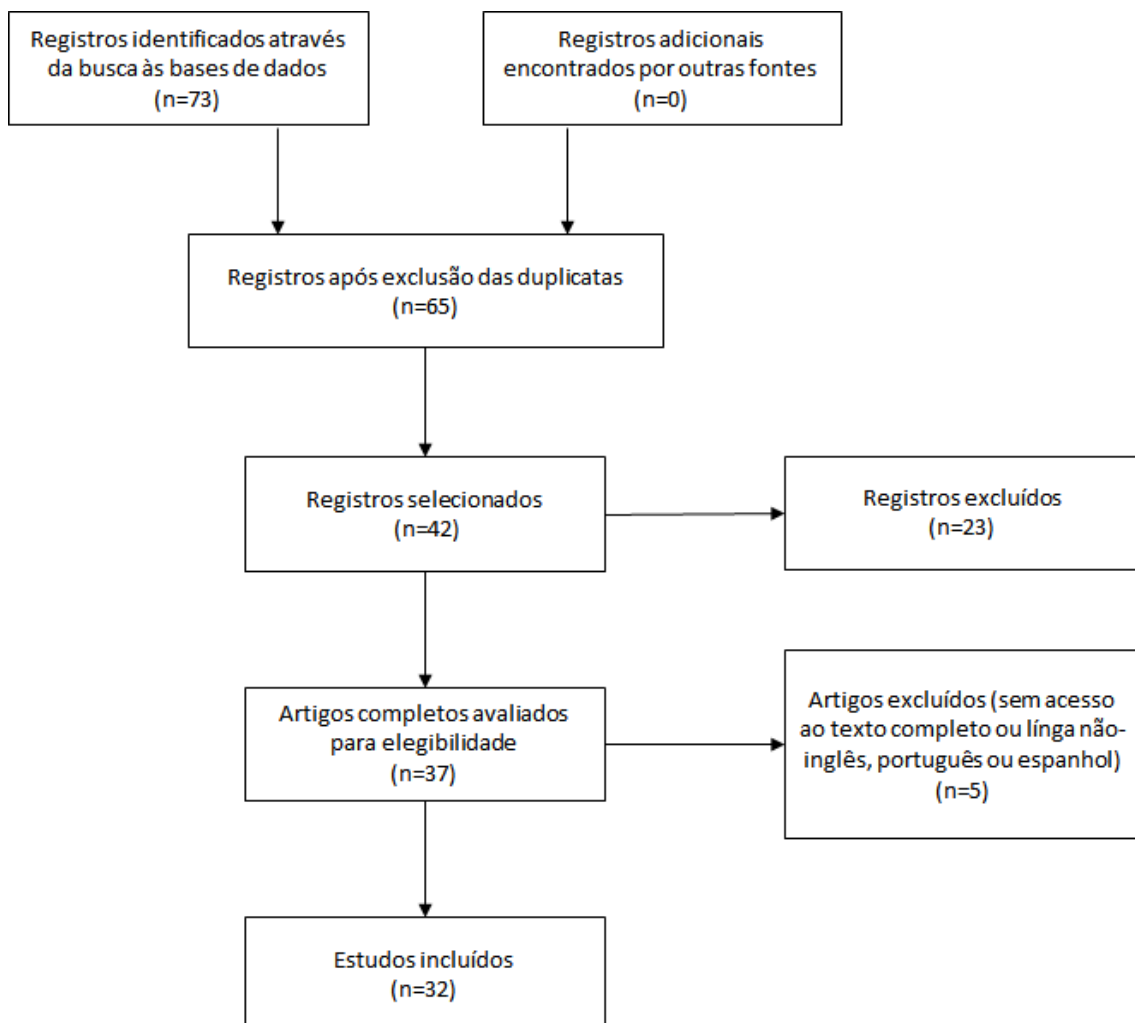 Registros identificados através
da busca às bases de dados
(n=73)
Registros adicionais
encontrados por outras fontes
(n=0)
Registros após exclusão das duplicatas
(n=65)
Registros selecionados
(n=42)
Registros excluídos
(n=23)
Artigos completos avaliados
para elegibilidade
(n=37)
Artigos excluídos (sem acesso
ao texto completo ou línga não-
inglês, português ou espanhol)
(n=5)
Estudos incluídos
(n=32)